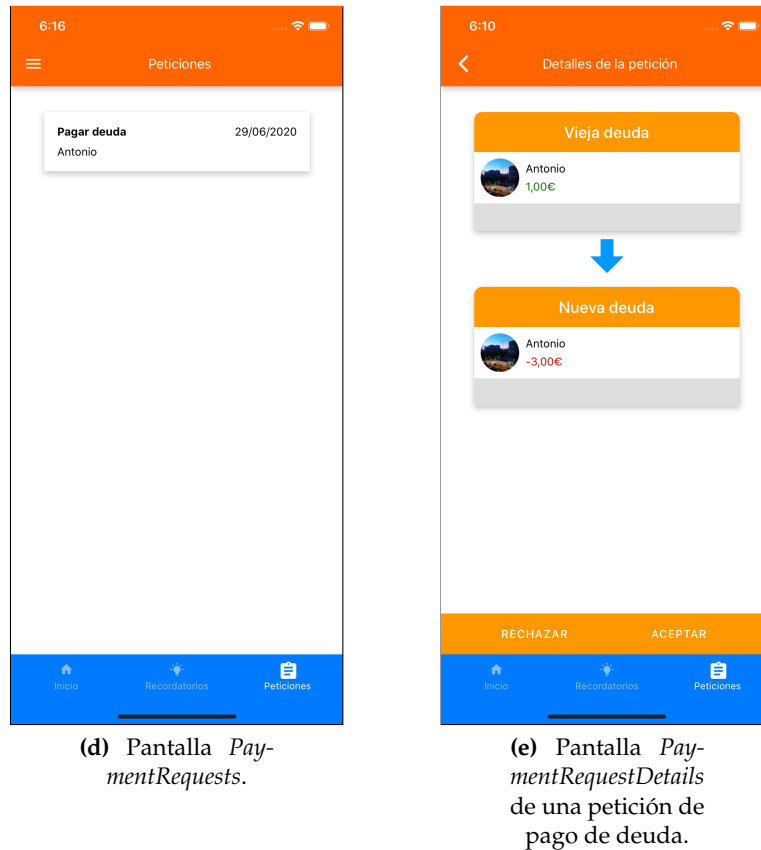 6:16
Peticiones
Pagar deuda 29/06/2020
Antonio
Inicio Recordatorios Peticiones
(d) Pantalla Pay-
mentRequests.
6:10
Detalles de la petición
Vieja deuda
Antonio
1,00€
Nueva deuda
Antonio
-3,00€
RECHAZAR ACEPTAR
Inicio Recordatorios Peticiones
(e) Pantalla Pay-
mentRequestDetails
de una petición de
pago de deuda.